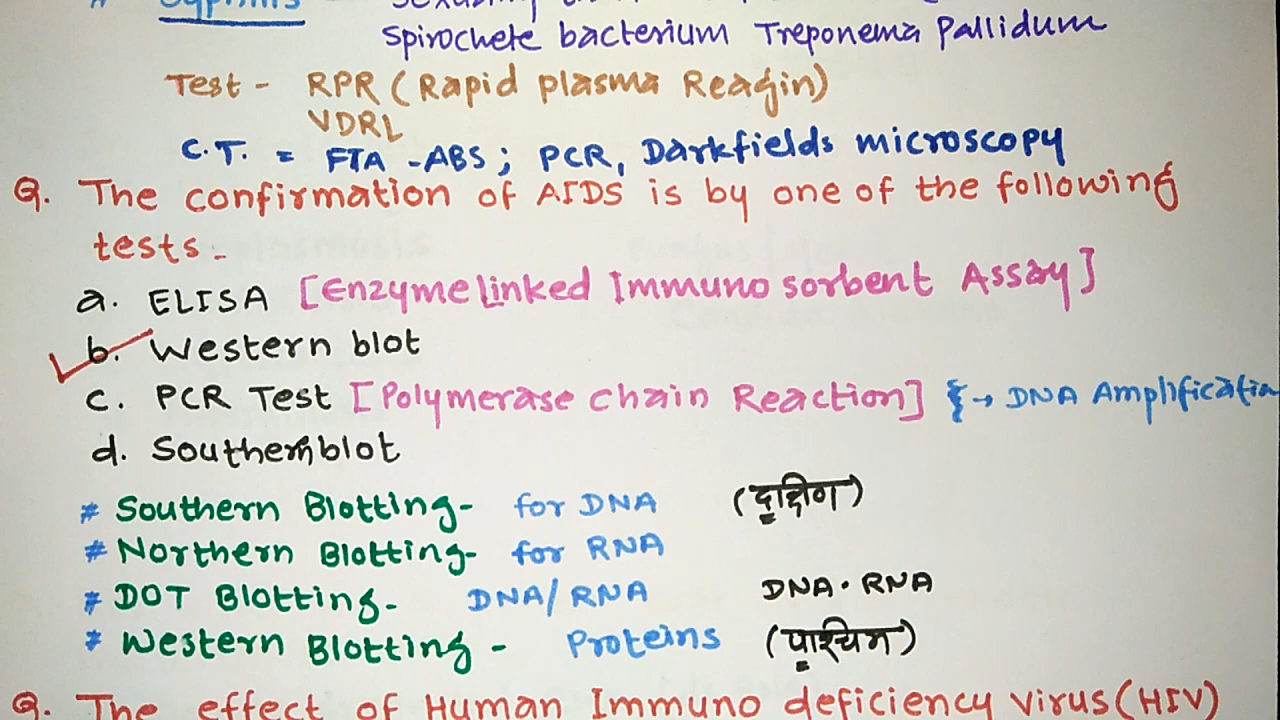 # Syphilis -
Spirochete bacterium Treponema Pallidum
Test - RPR (Rapid plasma Reagin)
VDRL
C.T. = FTA -ABS ; PCR, Darkfields microscopy
Q. The confirmation of AIDS is by one of the following
tests -
a. ELISA [Enzyme linked Immuno sorbent Assay]
b. Western blot
c. PCR Test [Polymerase chain Reaction] {→ DNA Amplificatio
d. Southern blot
# Southern Blotting- for DNA (दक्षिण)
# Northern Blotting- for RNA
# DOT Blotting- DNA/RNA DNA · RNA
# Western Blotting - Proteins
Q. The effect of Human Immuno deficiency virus (HIV)